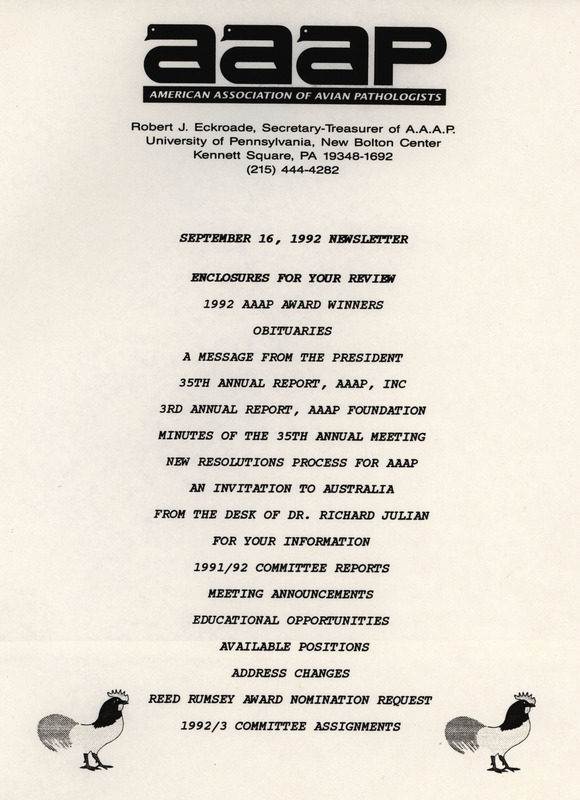 aaap
AMERICAN ASSOCIATION OF AVIAN PATHOLOGISTS
Robert J. Eckroade, Secretary-Treasurer of A.A.A.P.
University of Pennsylvania, New Bolton Center
Kennett Square, PA 19348-1692
(215) 444-4282
SEPTEMBER 16, 1992 NEWSLETTER
ENCLOSURES FOR YOUR REVIEW
1992 AAAP AWARD WINNERS
OBITUARIES
A MESSAGE FROM THE PRESIDENT
35TH ANNUAL REPORT, AAAP, INC
3RD ANNUAL REPORT, AAAP FOUNDATION
MINUTES OF THE 35TH ANNUAL MEETING
NEW RESOLUTIONS PROCESS FOR AAAP
AN INVITATION TO AUSTRALIA
FROM THE DESK OF DR. RICHARD JULIAN
FOR YOUR INFORMATION
1991/92 COMMITTEE REPORTS
MEETING ANNOUNCEMENTS
EDUCATIONAL OPPORTUNITIES
AVAILABLE POSITIONS
ADDRESS CHANGES
REED RUMSEY AWARD NOMINATION REQUEST
1992/3 COMMITTEE ASSIGNMENTS